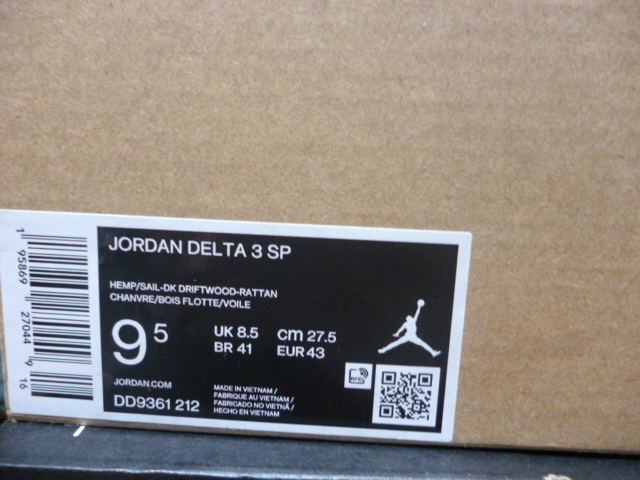 JORDAN DELTA 3 SP
HEMP/SAIL-DK DRIFTWOOD-RATTAN
CHANVRE/BOIS FLOTTE/VOILE
9 5
UK 8.5 cm 27.5
BR 41 EUR 43
JORDAN.COM
DD9361 212
MADE IN VIETNAM /
FABRIQUE AU VIETNAM /
FABRICADO NO VIETNÃ /
HECHO EN VIETNAM
RFID
1 95869 27044 9 16